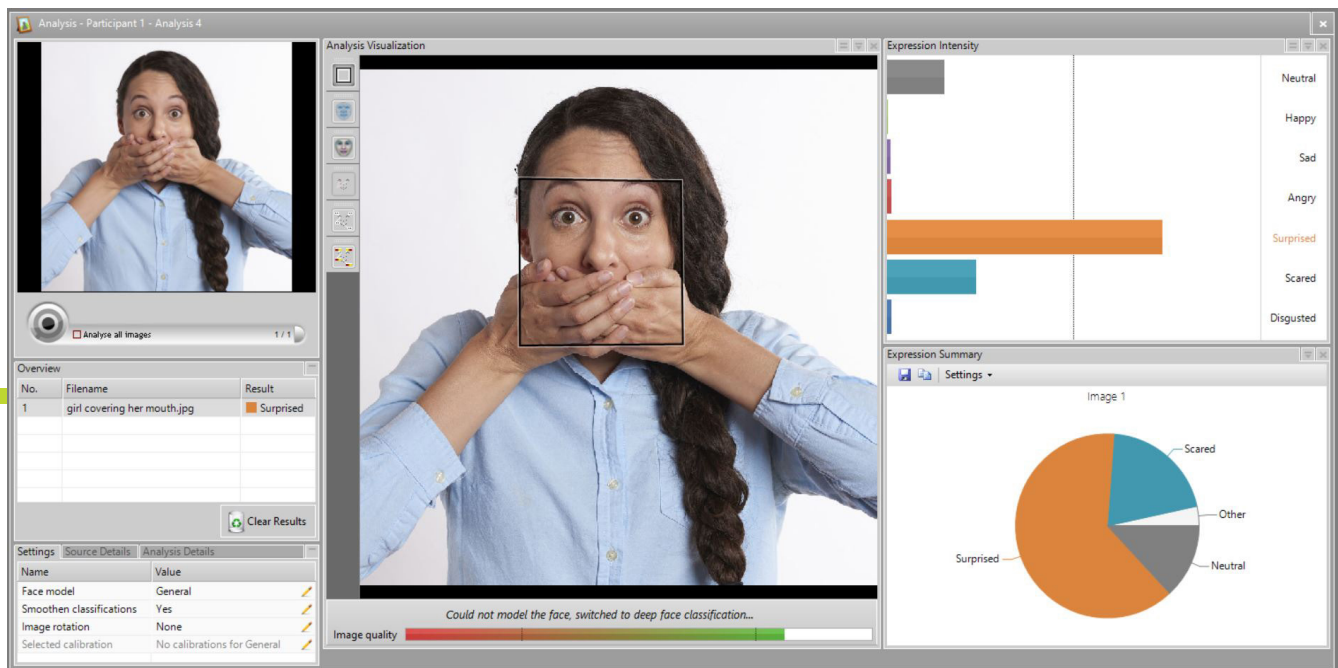 Analysis - Participant 1 - Analysis 4
Analyse all images
1 / 1
Overview
No. Filename Result
1 girl covering her mouth.jpg Surprised
Clear Results
Settings Source Details Analysis Details
Name Value
Face model General
Smoothen classifications Yes
Image rotation None
Selected calibration No calibrations for General
Analysis Visualization
Could not model the face, switched to deep face classification...
Image quality
Expression Intensity
Neutral
Happy
Sad
Angry
Surprised
Scared
Disgusted
Expression Summary
Settings
Image 1
Scared
Other
Surprised
Neutral